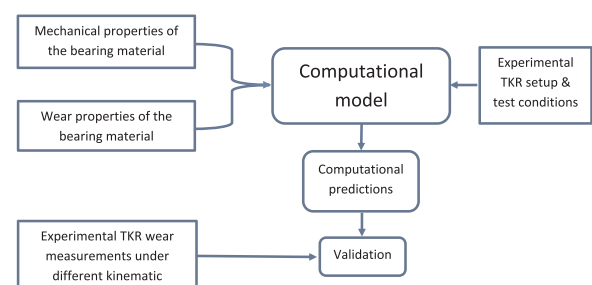 Mechanical properties of
the bearing material
Wear properties of the
bearing material
Computational
model
Experimental
TKR setup &
test conditions
Computational
predictions
Experimental TKR wear
measurements under
different kinematic
Validation